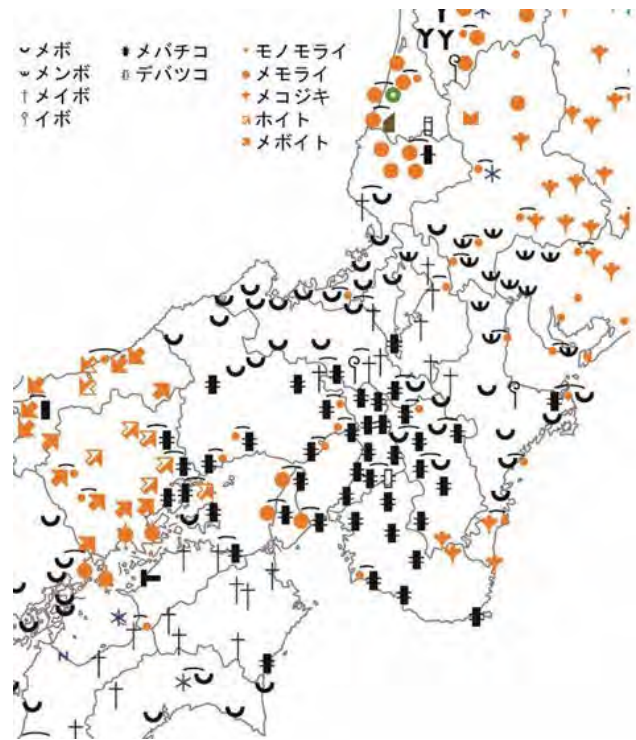 メボ
メンボ
メイボ
イボ
メバチコ
デバツコ
モノモライ
メモライ
メコジキ
ホイト
メボイト